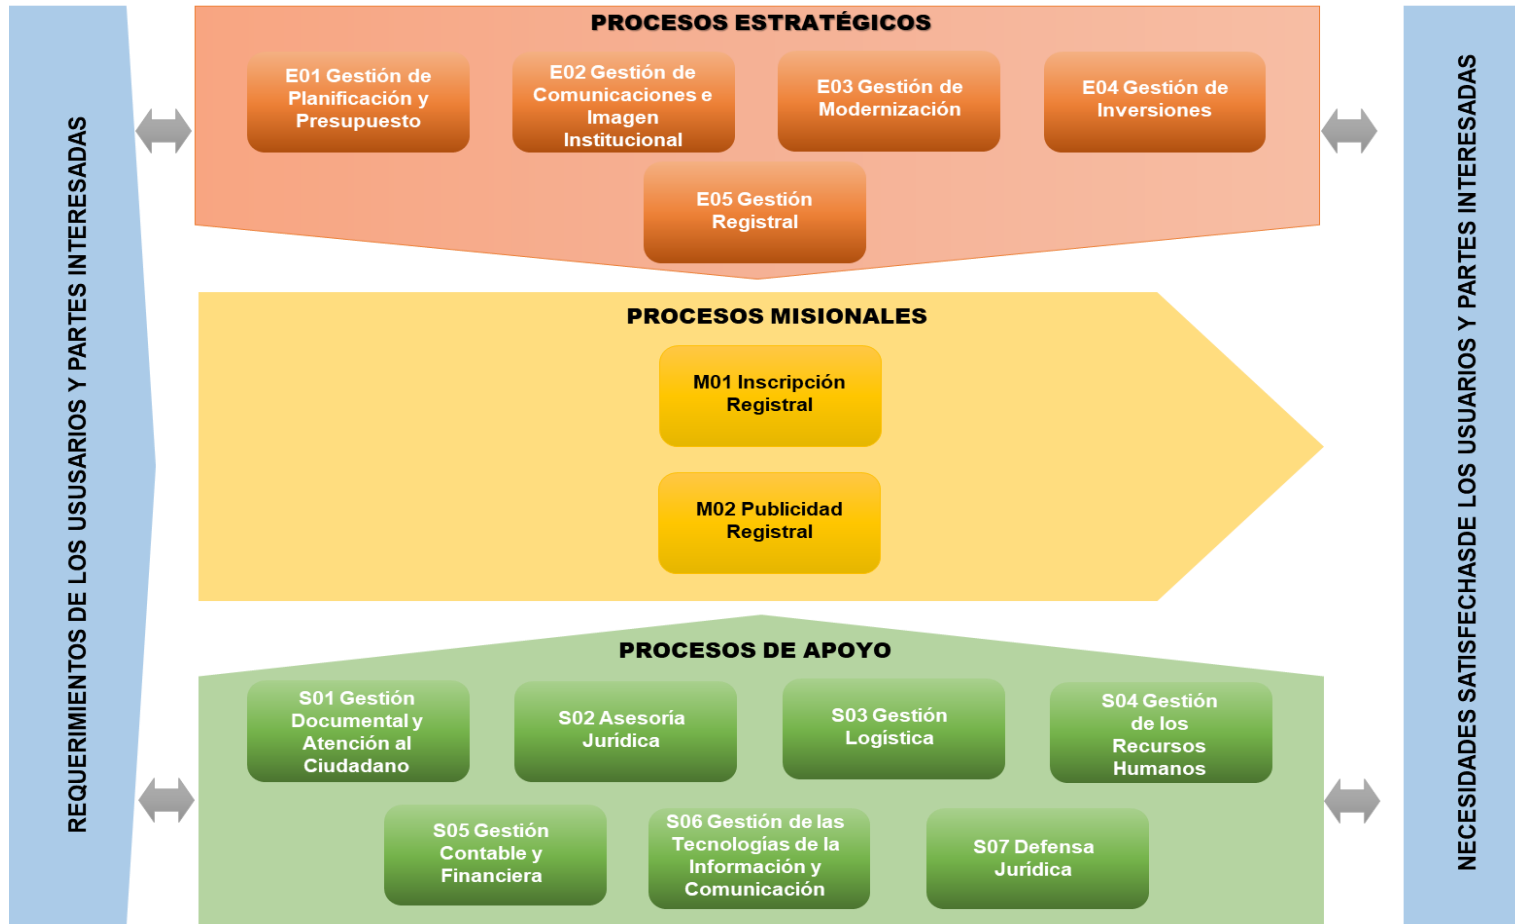 REQUERIMIENTOS DE LOS USUSARIOS Y PARTES INTERESADAS
PROCESOS ESTRATÉGICOS
E01 Gestión de
Planificación y
Presupuesto
E02 Gestión de
Comunicaciones e
Imagen
Institucional
E03 Gestión de
Modernización
E04 Gestión de
Inversiones
E05 Gestión
Registral
PROCESOS MISIONALES
M01 Inscripción
Registral
M02 Publicidad
Registral
PROCESOS DE APOYO
S01 Gestión
Documental y
Atención al
Ciudadano
S02 Asesoría
Jurídica
S03 Gestión
Logística
S04 Gestión
de los
Recursos
Humanos
S05 Gestión
Contable y
Financiera
S06 Gestión de las
Tecnologías de la
Información y
Comunicación
S07 Defensa
Jurídica
NECESIDADES SATISFECHASDE LOS USUARIOS Y PARTES INTERESADAS